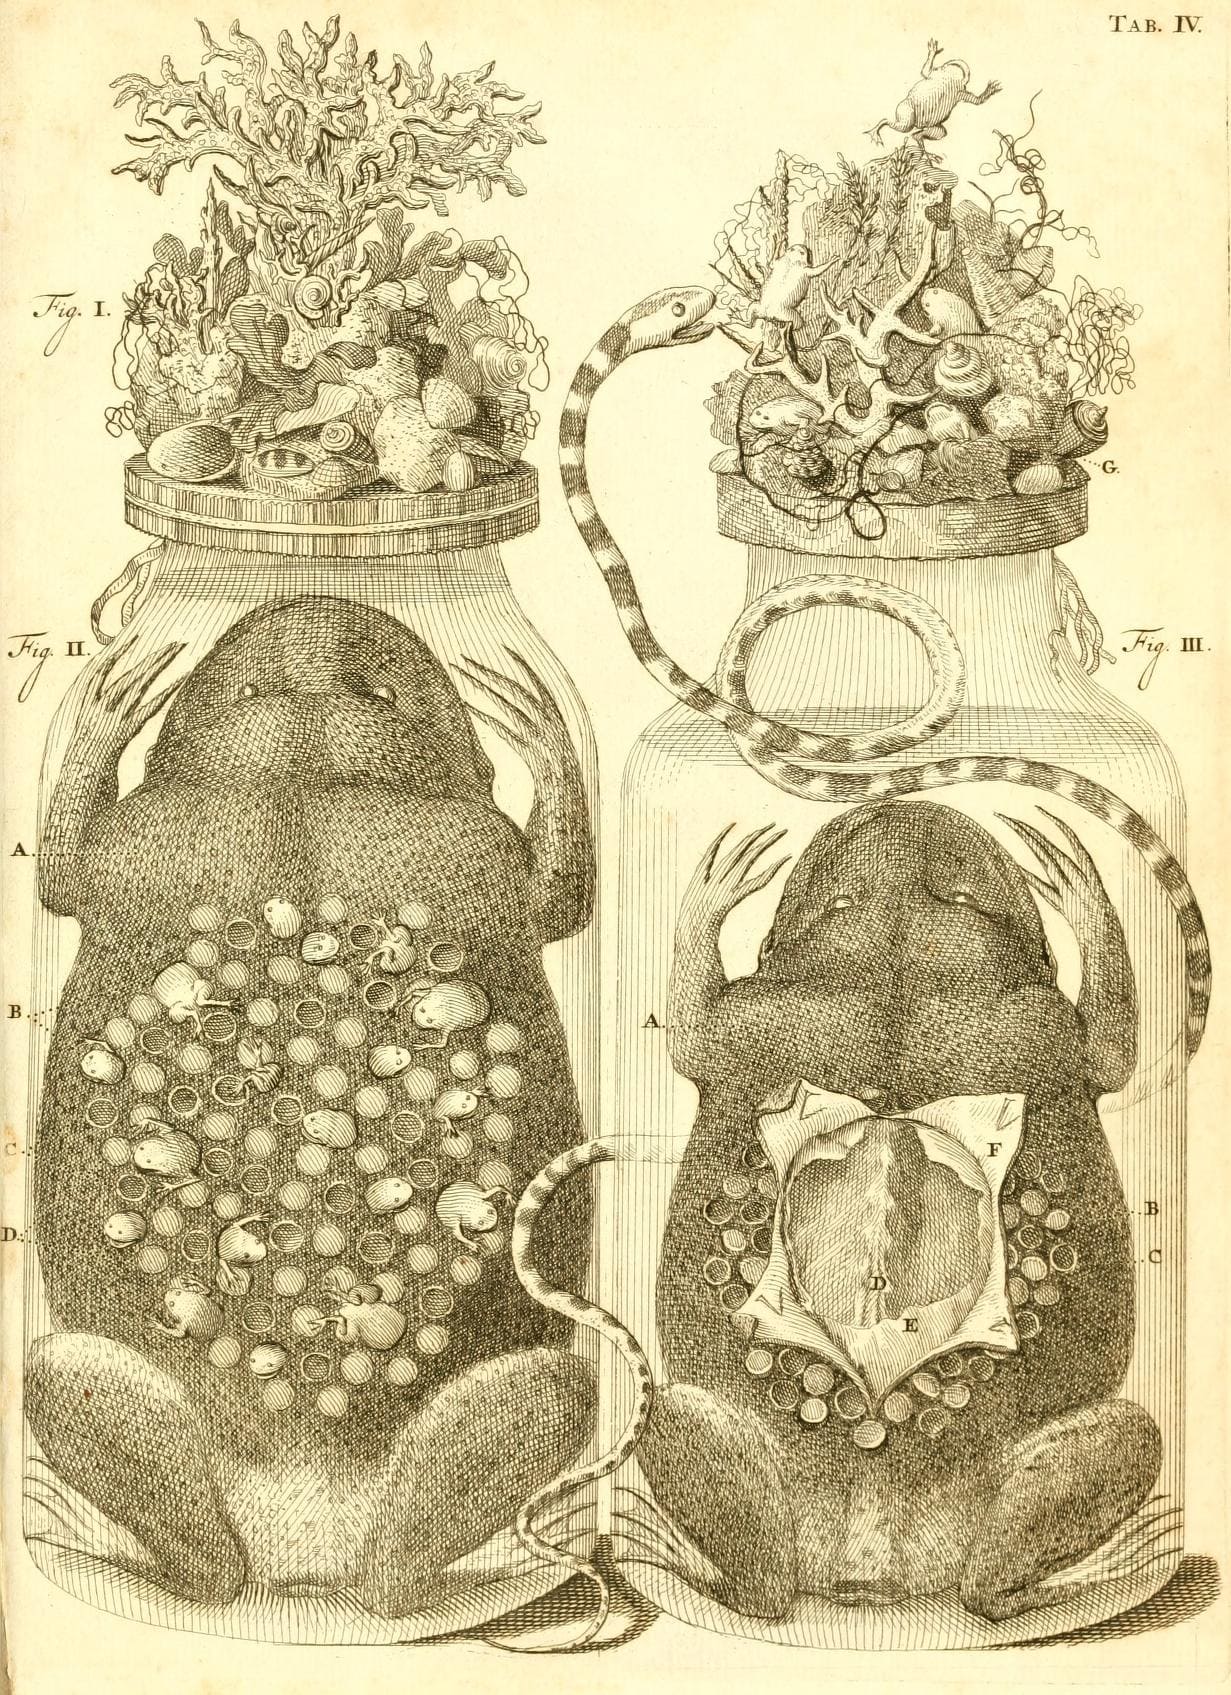 TAB. IV.
Fig. I.
G.
Fig. II.
Fig. III.
A.
B.
C.
D.
A.
F
B
C
D
E